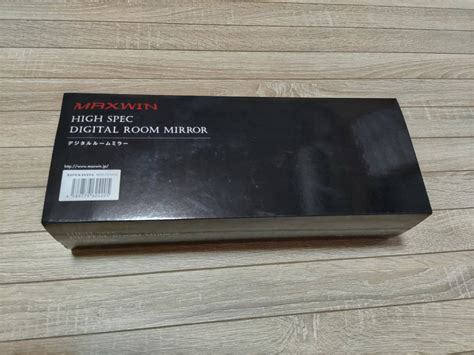 MAXWIN
HIGH SPEC
DIGITAL ROOM MIRROR
デジタルルームミラー
http://www.maxwin.jp/